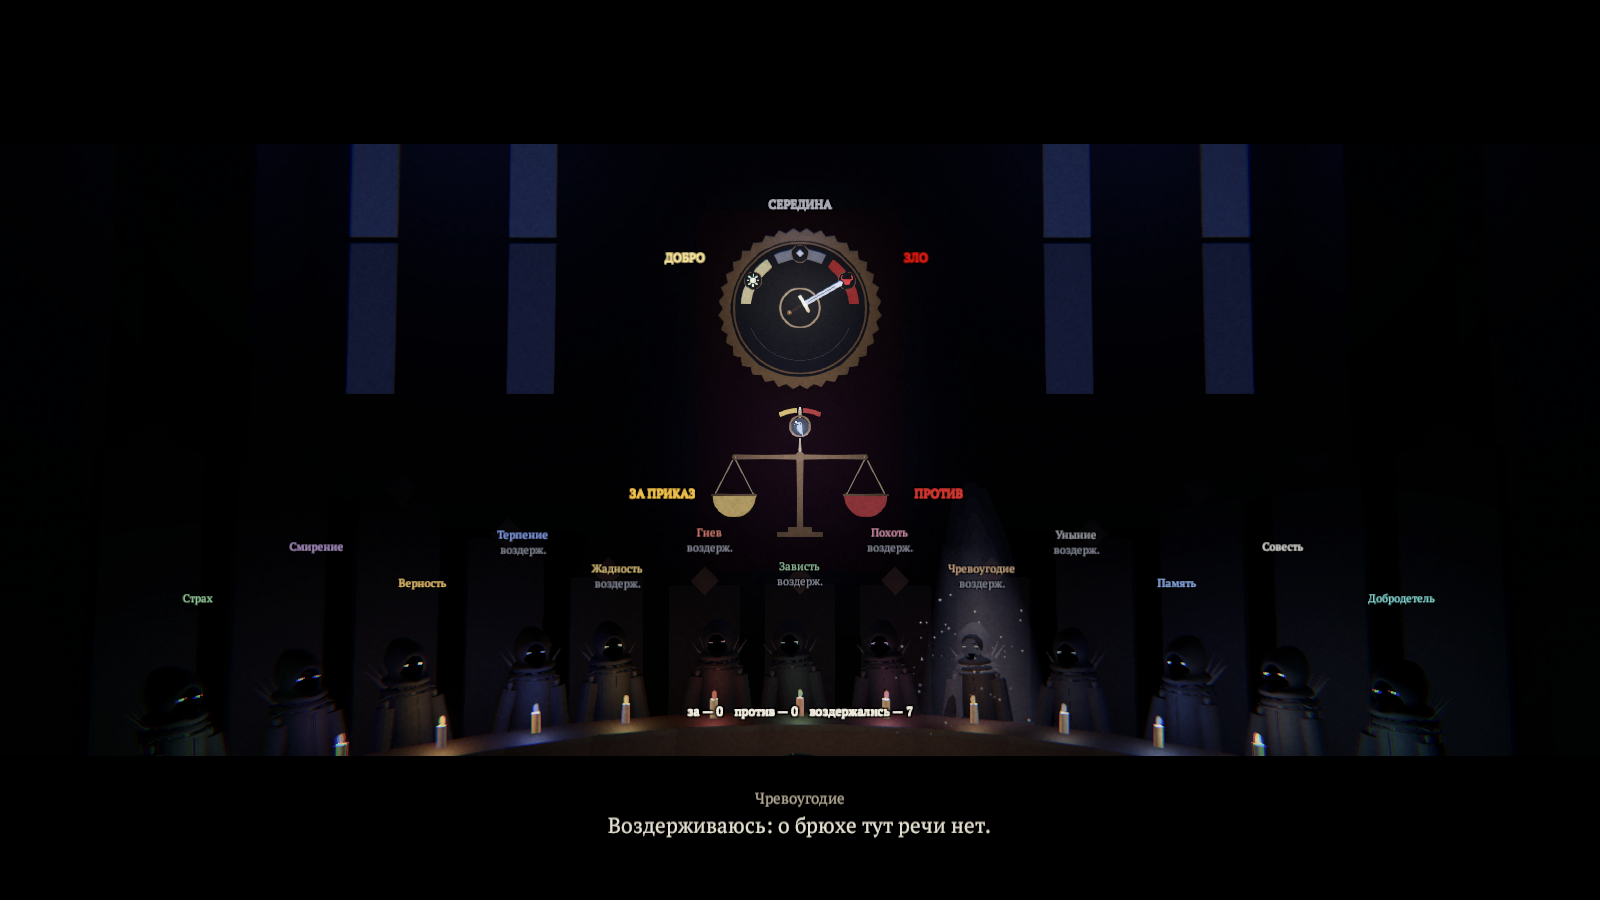 СЕРЕДИНА
ДОБРО
ЗЛО
ЗА ПРИКАЗ
ПРОТИВ
Страх
Смирение
Верность
Терпение
воздерж.
Жадность
воздерж.
Гнев
воздерж.
Зависть
воздерж.
Похоть
воздерж.
Чревоугодие
воздерж.
Уныние
воздерж.
Память
Совесть
Добродетель
за — 0 против — 0 воздержались — 7
Чревоугодие
Воздерживаюсь: о брюхе тут речи нет.